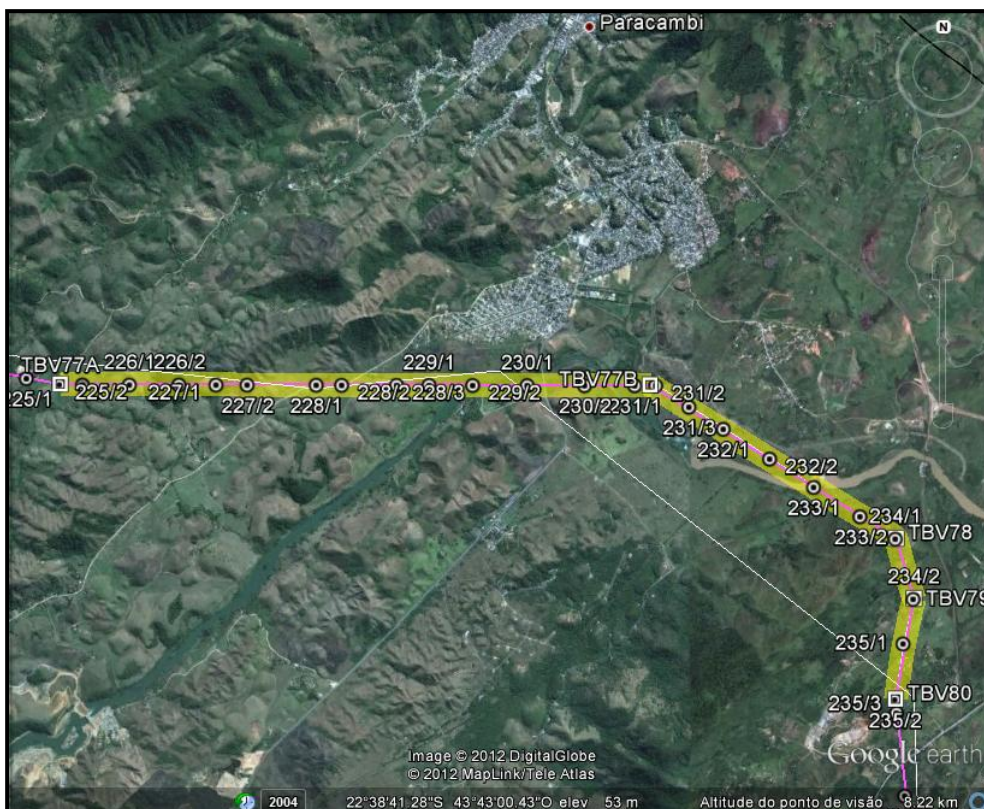 Paracambi
N
TBV77A
226/1
226/2
229/1
230/1
225/1
225/2
227/1
227/2
228/1
228/2
228/3
229/2
230/2
TBV77B
231/1
231/2
231/3
232/1
232/2
233/1
234/1
233/2
TBV78
234/2
TBV79
235/1
235/3
TBV80
235/2
Google earth
Image © 2012 DigitalGlobe
© 2012 MapLink/Tele Atlas
2004
22°38'41.28"S 43°43'00.43"O elev 53 m
Altitude do ponto de visão 8.22 km